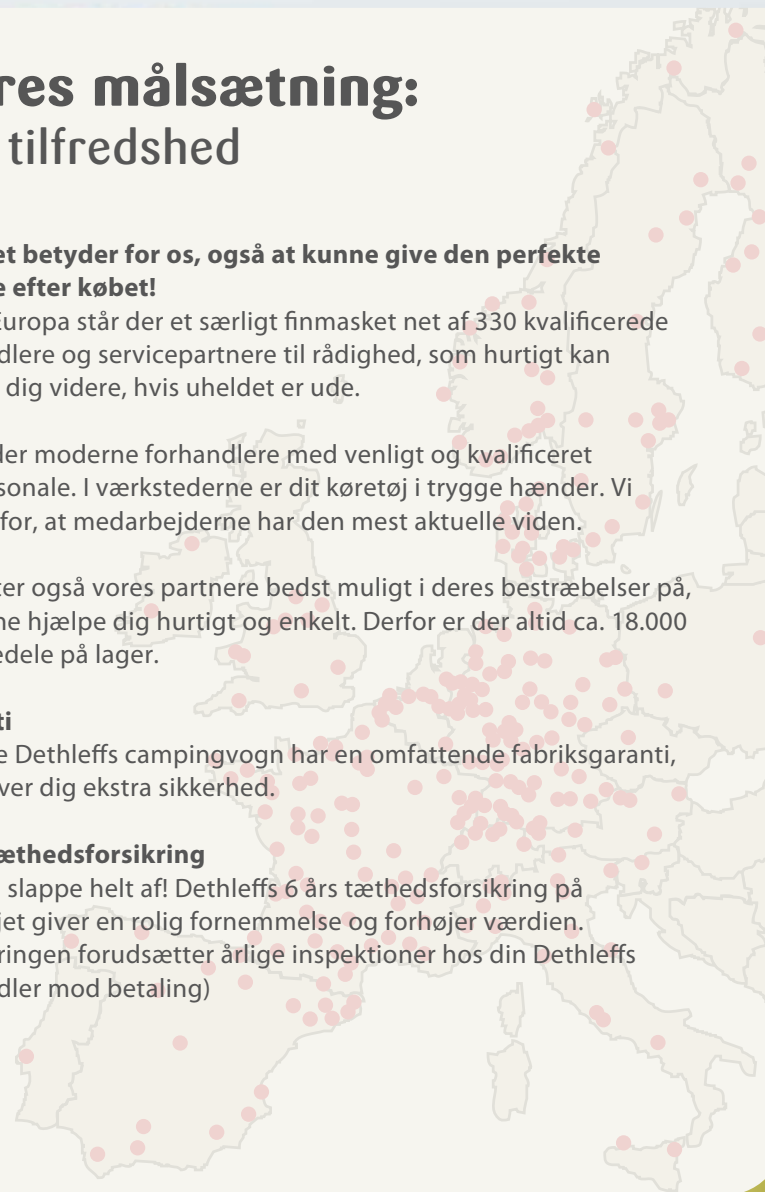 res målsætning:
tilfredshed
et betyder for os, også at kunne give den perfekte
e efter købet!
Europa står der et særligt finmasket net af 330 kvalificerede
dlere og servicepartnere til rådighed, som hurtigt kan
dig videre, hvis uheldet er ude.
der moderne forhandlere med venligt og kvalificeret
sonale. I værkstederne er dit køretøj i trygge hænder. Vi
for, at medarbejderne har den mest aktuelle viden.
ter også vores partnere bedst muligt i deres bestræbelser på,
ne hjælpe dig hurtigt og enkelt. Derfor er der altid ca. 18.000
edele på lager.
ti
e Dethleffs campingvogn har en omfattende fabriksgaranti,
ver dig ekstra sikkerhed.
æthedsforsikring
slappe helt af! Dethleffs 6 års tæthedsforsikring på
jet giver en rolig fornemmelse og forhøjer værdien.
ringen forudsætter årlige inspektioner hos din Dethleffs
dler mod betaling)